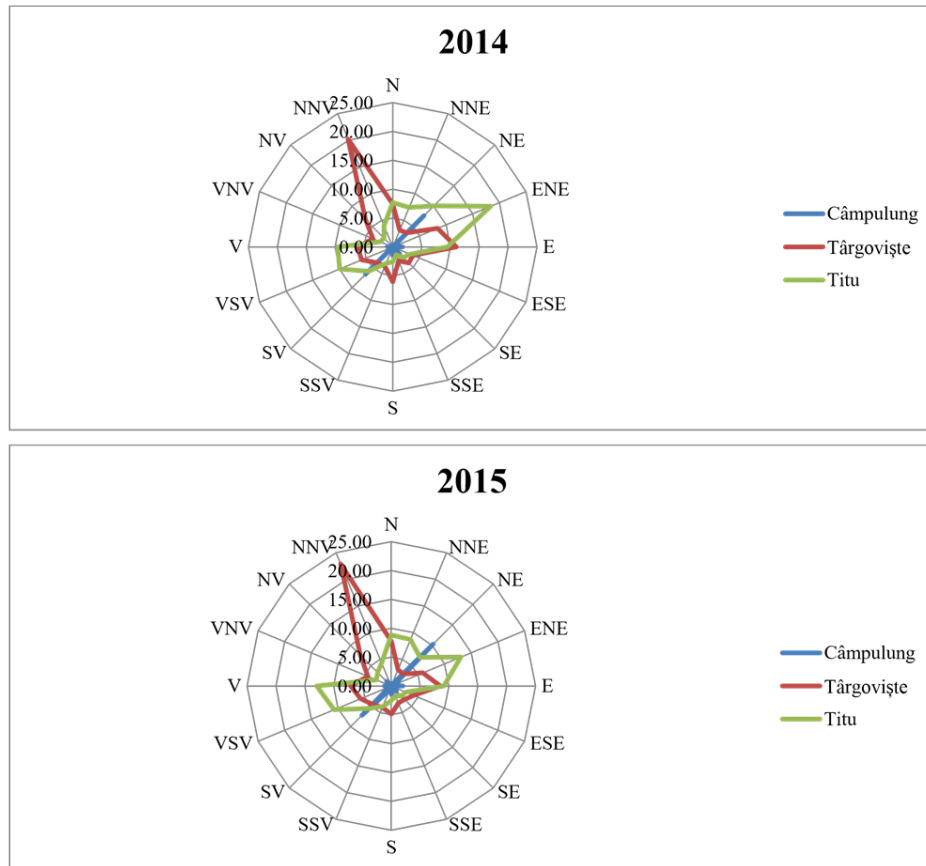 2014
N
NNV
25.00
NNE
NV
20.00
NE
15.00
VNV
10.00
ENE
5.00
V
0.00
E
VSV
ESE
SV
SE
SSV
SSE
S
Câmpulung
Târgoviște
Titu
2015
N
NNV
25.00
NNE
NV
20.00
NE
15.00
VNV
10.00
ENE
5.00
V
0.00
E
VSV
ESE
SV
SE
SSV
SSE
S
Câmpulung
Târgoviște
Titu